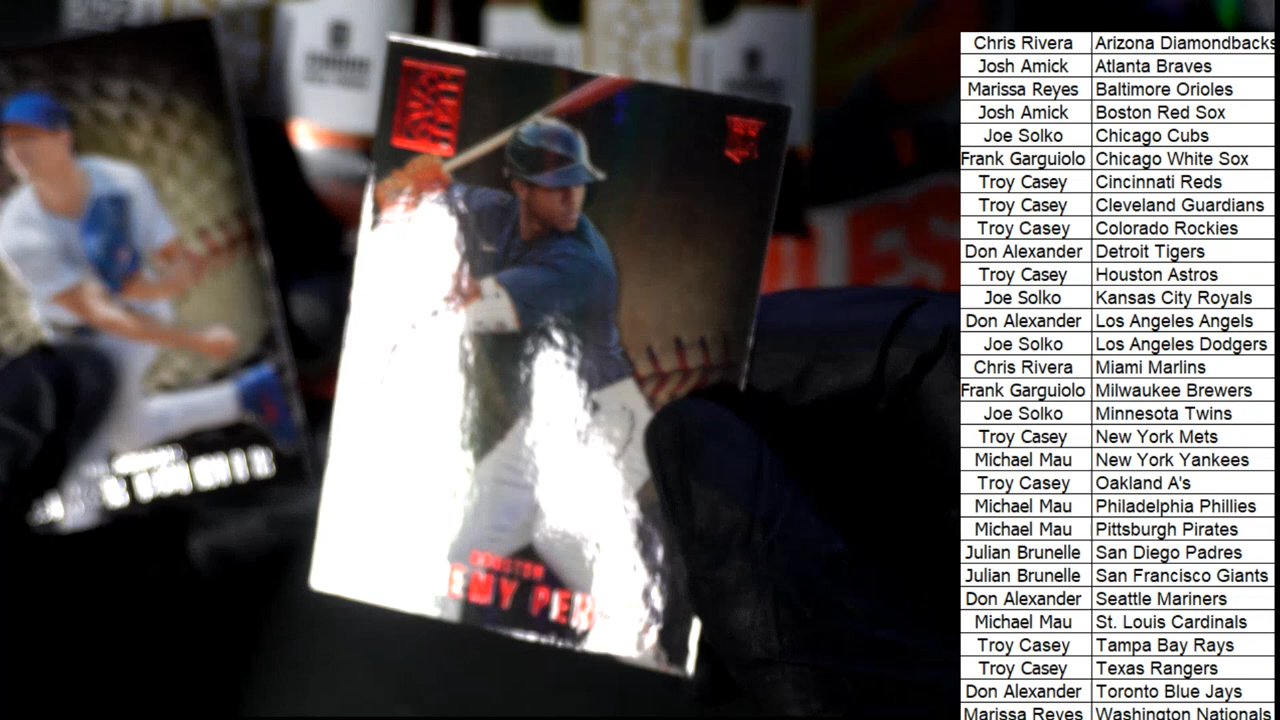 HOUSTON
EMY PEÑ
Chris Rivera Arizona Diamondbacks
Josh Amick Atlanta Braves
Marissa Reyes Baltimore Orioles
Josh Amick Boston Red Sox
Joe Solko Chicago Cubs
Frank Garguiolo Chicago White Sox
Troy Casey Cincinnati Reds
Troy Casey Cleveland Guardians
Troy Casey Colorado Rockies
Don Alexander Detroit Tigers
Troy Casey Houston Astros
Joe Solko Kansas City Royals
Don Alexander Los Angeles Angels
Joe Solko Los Angeles Dodgers
Chris Rivera Miami Marlins
Frank Garguiolo Milwaukee Brewers
Joe Solko Minnesota Twins
Troy Casey New York Mets
Michael Mau New York Yankees
Troy Casey Oakland A's
Michael Mau Philadelphia Phillies
Michael Mau Pittsburgh Pirates
Julian Brunelle San Diego Padres
Julian Brunelle San Francisco Giants
Don Alexander Seattle Mariners
Michael Mau St. Louis Cardinals
Troy Casey Tampa Bay Rays
Troy Casey Texas Rangers
Don Alexander Toronto Blue Jays
Marissa Reyes Washington Nationals